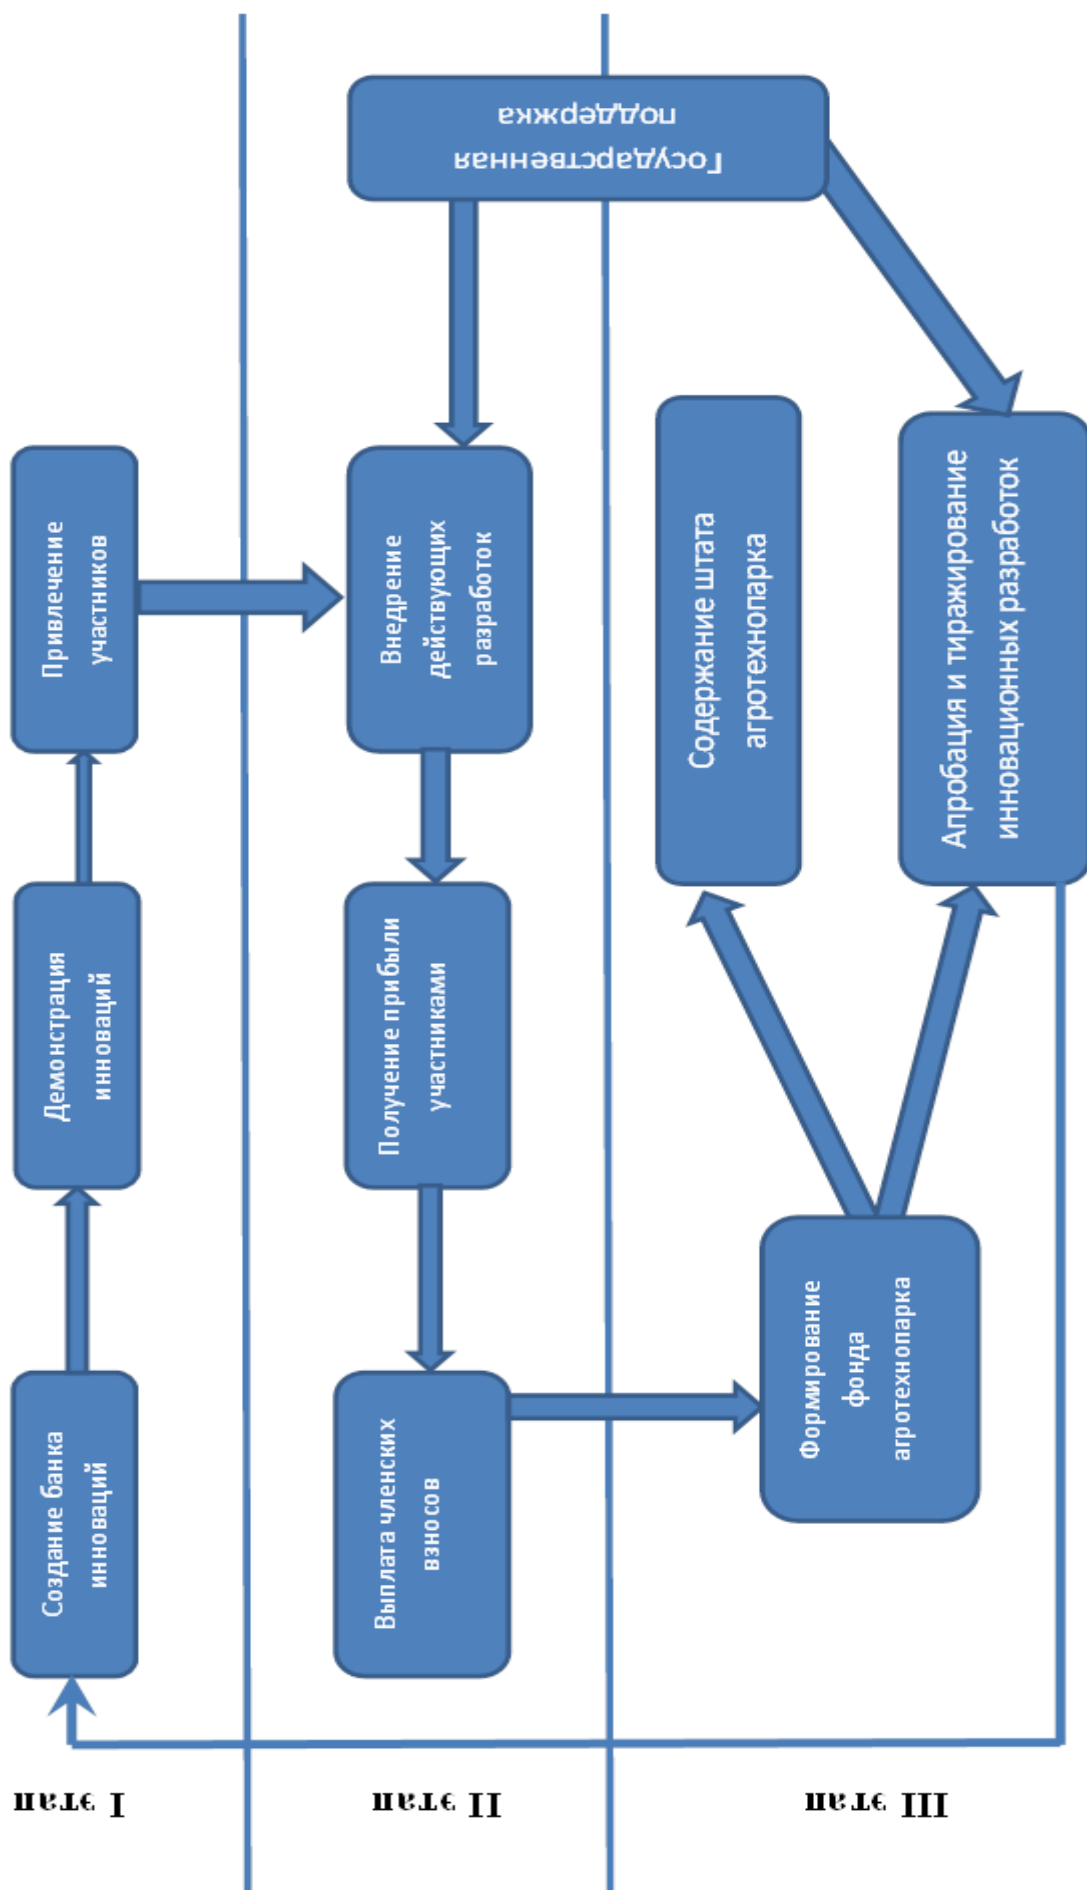 I этап
Создание банка
инноваций
Демонстрация
инноваций
Привлечение
участников
II этап
Выплата членских
взносов
Получение прибыли
участниками
Внедрение
действующих
разработок
Государственная
поддержка
III этап
Формирование
фонда
агротехнопарка
Содержание штата
агротехнопарка
Апробация и тиражирование
инновационных разработок